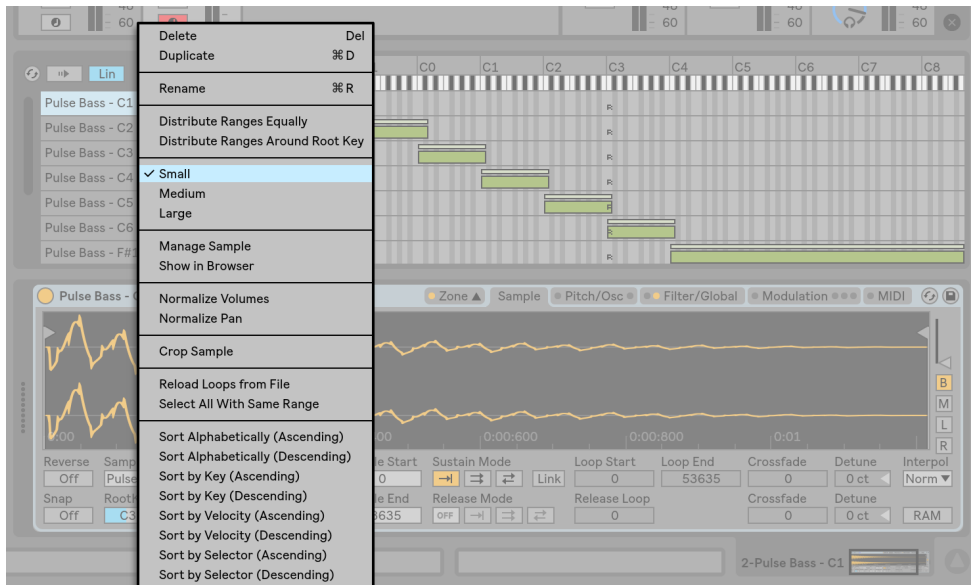 60
60
60
60
Delete Del
Duplicate ⌘ D
Rename ⌘ R
Distribute Ranges Equally
Distribute Ranges Around Root Key
✓ Small
Medium
Large
Manage Sample
Show in Browser
Normalize Volumes
Normalize Pan
Crop Sample
Reload Loops from File
Select All With Same Range
Sort Alphabetically (Ascending)
Sort Alphabetically (Descending)
Sort by Key (Ascending)
Sort by Key (Descending)
Sort by Velocity (Ascending)
Sort by Velocity (Descending)
Sort by Selector (Ascending)
Sort by Selector (Descending)
Lin
C0 C1 C2 C3 C4 C5 C6 C7 C8
Pulse Bass - C1 R
Pulse Bass - C2 R
Pulse Bass - C3 R
Pulse Bass - C4 R
Pulse Bass - C5 R
Pulse Bass - C6 R
Pulse Bass - F#1 R
Pulse Bass - Zone Sample Pitch/Osc Filter/Global Modulation MIDI
B
M
L
R
0:00:600 0:00:800 0:01
Reverse Start Sustain Mode Loop Start Loop End Crossfade Detune Interpol
Off Pulse 0 Link 0 53635 0 0 ct Norm
Snap End Release Mode Release Loop Crossfade Detune
Off C3 3635 OFF 0 0 0 ct RAM
2-Pulse Bass - C1